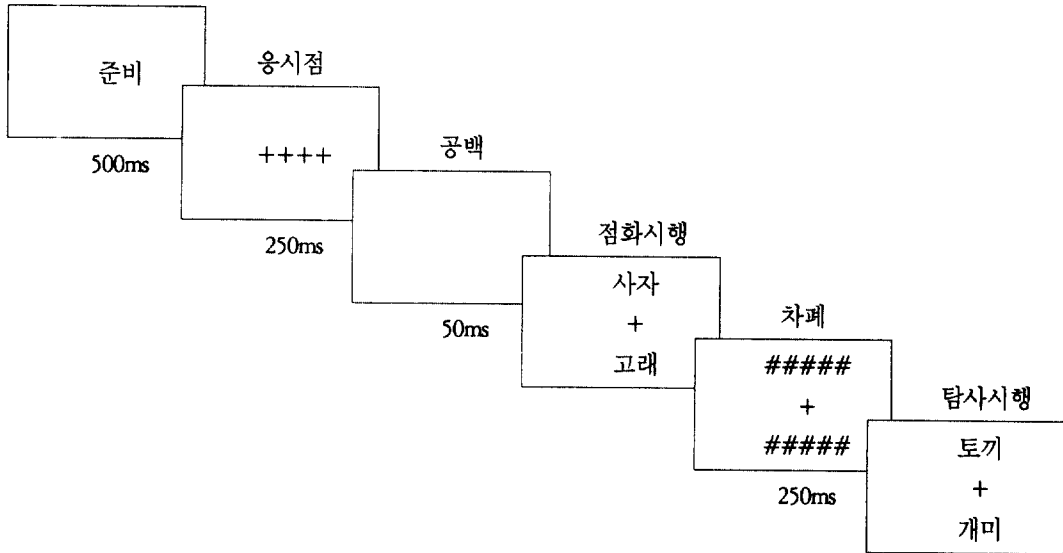 준비
500ms
응시점
++++
250ms
공백
50ms
점화시행
사자
+
고래
차폐
#####
+
#####
250ms
탐사시행
토끼
+
개미